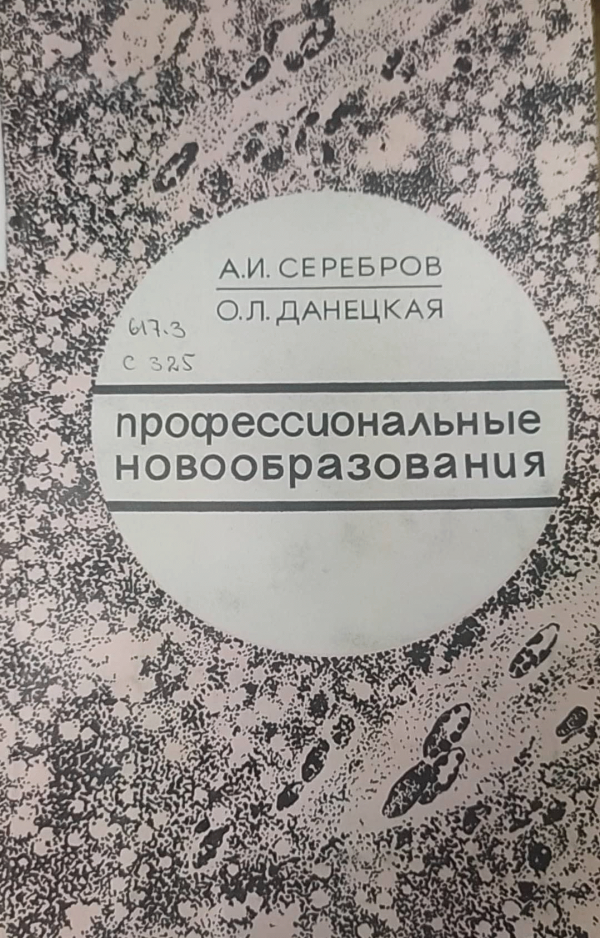 А.И. СЕРЕБРОВ
О.Л. ДАНЕЦКАЯ
617.3
С 325
профессиональные
новообразования